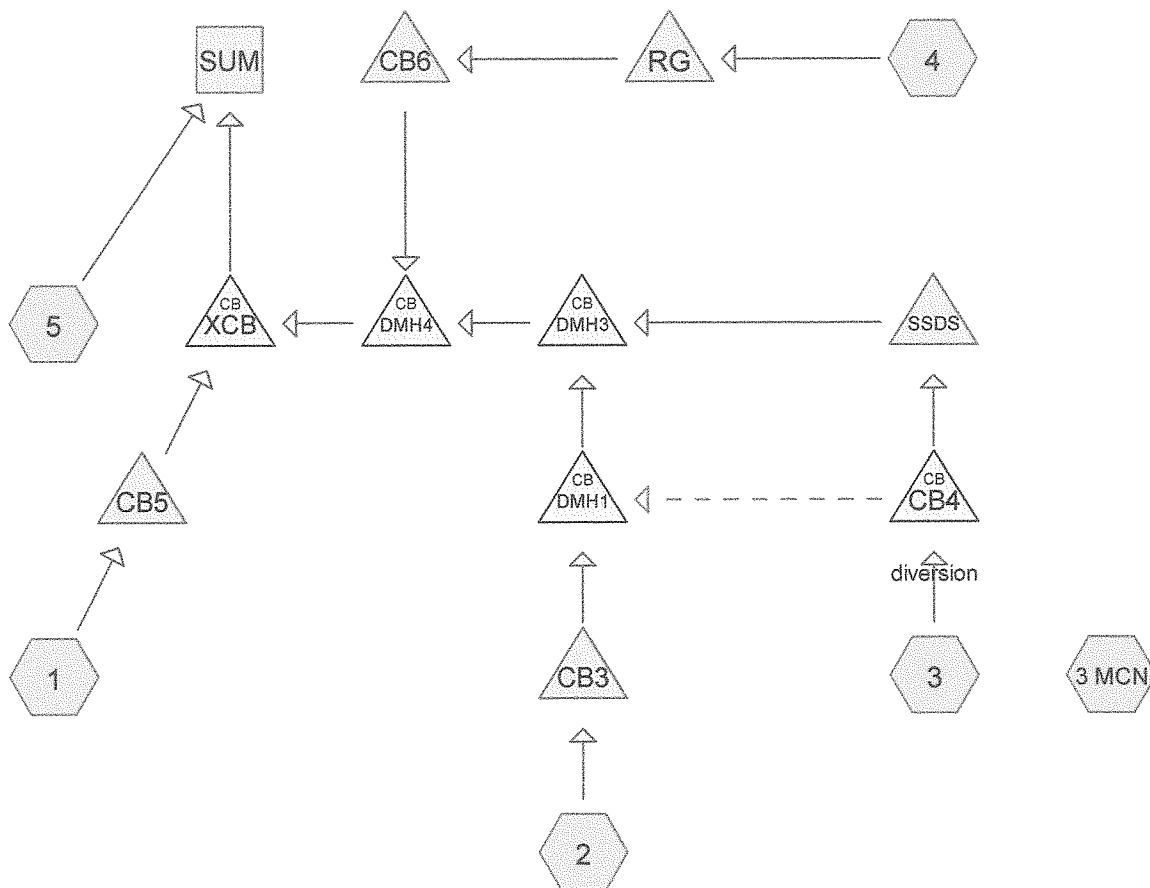 SUM
CB6
RG
4
5
CB
XCB
CB
DMH4
CB
DMH3
SSDS
CB5
CB
DMH1
CB
CB4
diversion
1
CB3
3
3 MCN
2